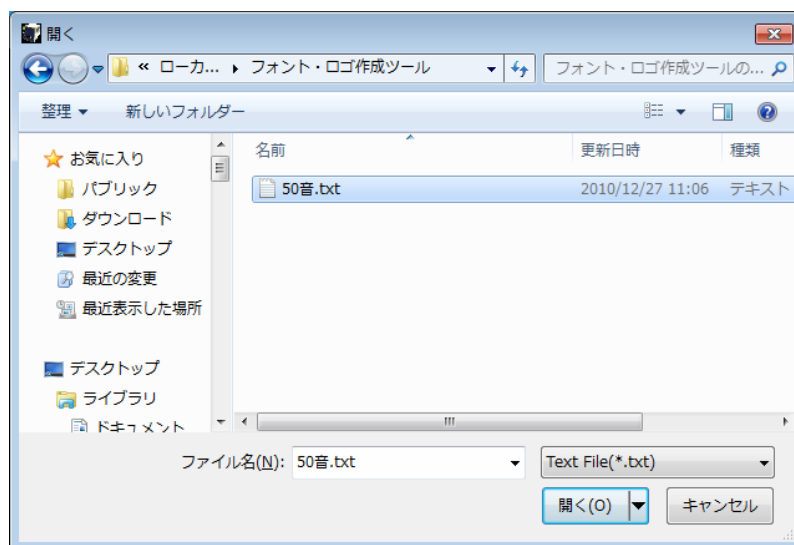 開く
« ローカ... フォント・ロゴ作成ツール
フォント・ロゴ作成ツールの...
整理 新しいフォルダー
名前 更新日時 種類
お気に入り
50音.txt 2010/12/27 11:06 テキスト
パブリック
ダウンロード
デスクトップ
最近の変更
最近表示した場所
デスクトップ
ライブラリ
ドキュメント
ファイル名(N): 50音.txt Text File(*.txt)
開く(O) キャンセル